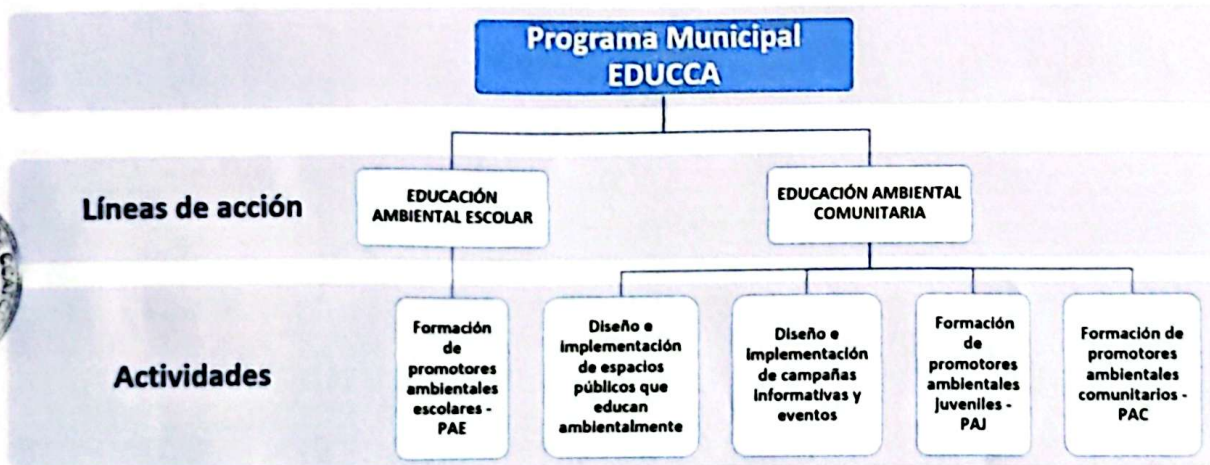 Programa Municipal
EDUCCA
Líneas de acción
EDUCACIÓN
AMBIENTAL ESCOLAR
EDUCACIÓN AMBIENTAL
COMUNITARIA
Actividades
Formación
de
promotores
ambientales
escolares -
PAE
Diseño e
implementación
de espacios
públicos que
educan
ambientalmente
Diseño e
implementación
de campañas
informativas y
eventos
Formación
de
promotores
ambientales
juveniles -
PAJ
Formación de
promotores
ambientales
comunitarios -
PAC